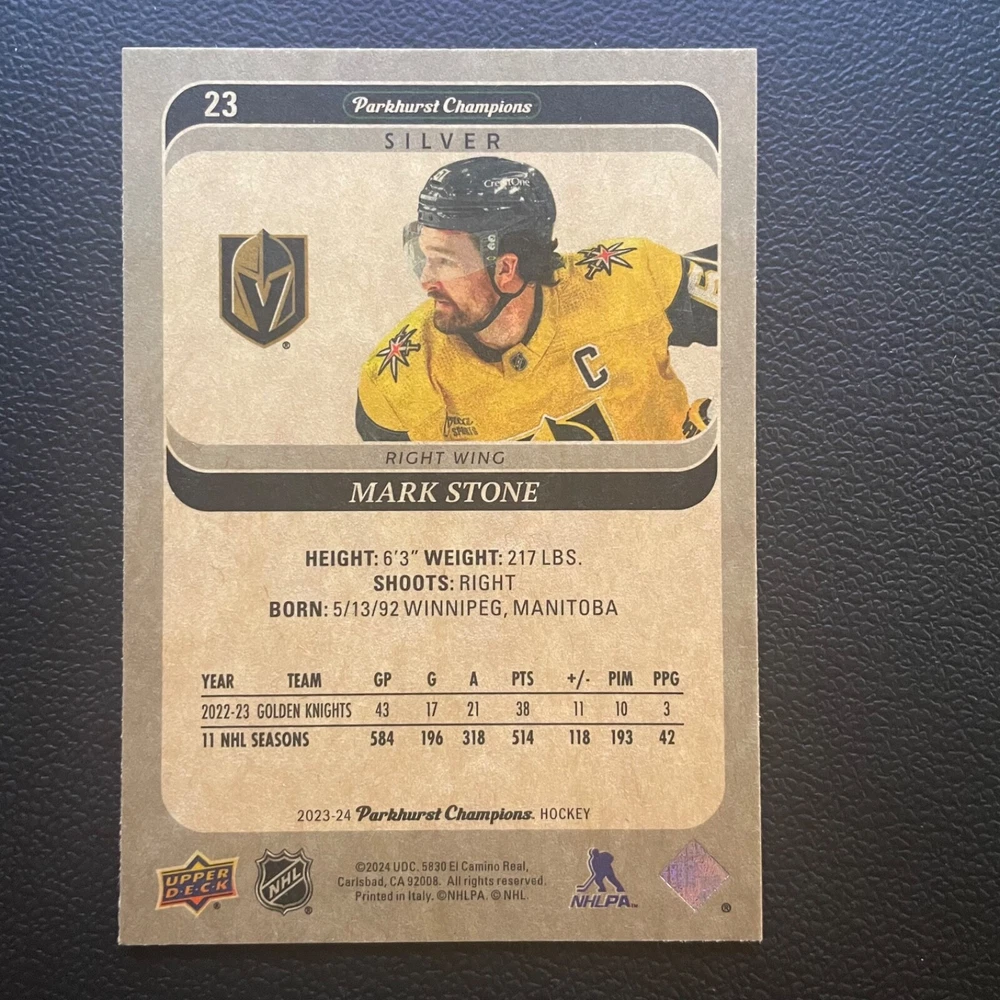 23
Parkhurst Champions
SILVER
CreditOne
C
RIGHT WING
MARK STONE
HEIGHT: 6'3" WEIGHT: 217 LBS.
SHOOTS: RIGHT
BORN: 5/13/92 WINNIPEG, MANITOBA
YEAR TEAM GP G A PTS +/- PIM PPG
2022-23 GOLDEN KNIGHTS 43 17 21 38 11 10 3
11 NHL SEASONS 584 196 318 514 118 193 42
2023-24 Parkhurst Champions. HOCKEY
UPPER DECK ®
NHL ®
©2024 UDC. 5830 El Camino Real,
Carlsbad, CA 92008. All rights reserved.
Printed in Italy. ©NHLPA. © NHL.
NHLPA™
®